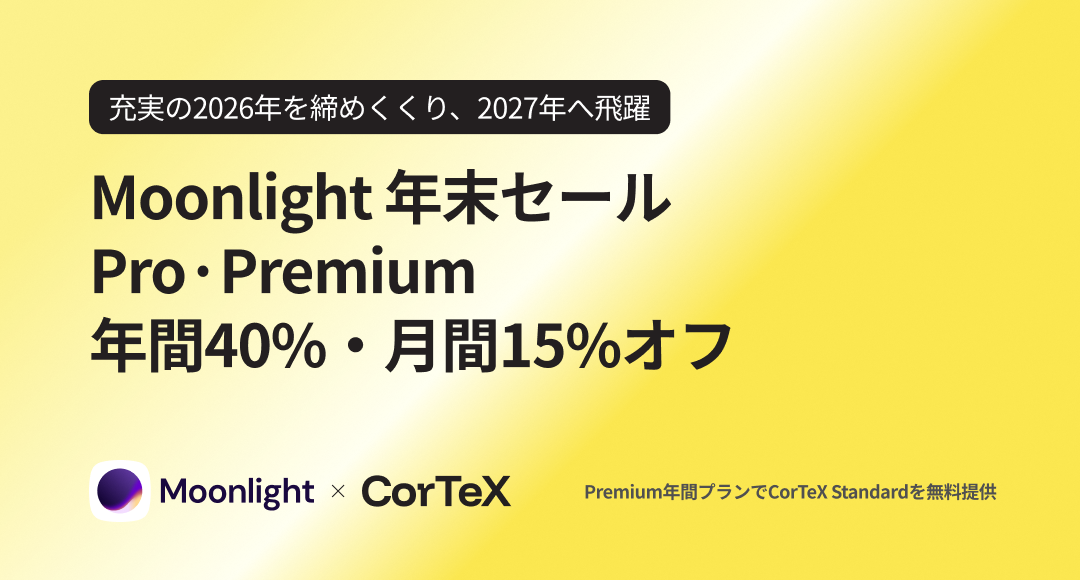 充実の2026年を締めくくり、2027年へ飛躍
Moonlight 年末セール
Pro·Premium
年間40%・月間15%オフ
Moonlight × CorTeX
Premium年間プランでCorTeX Standardを無料提供